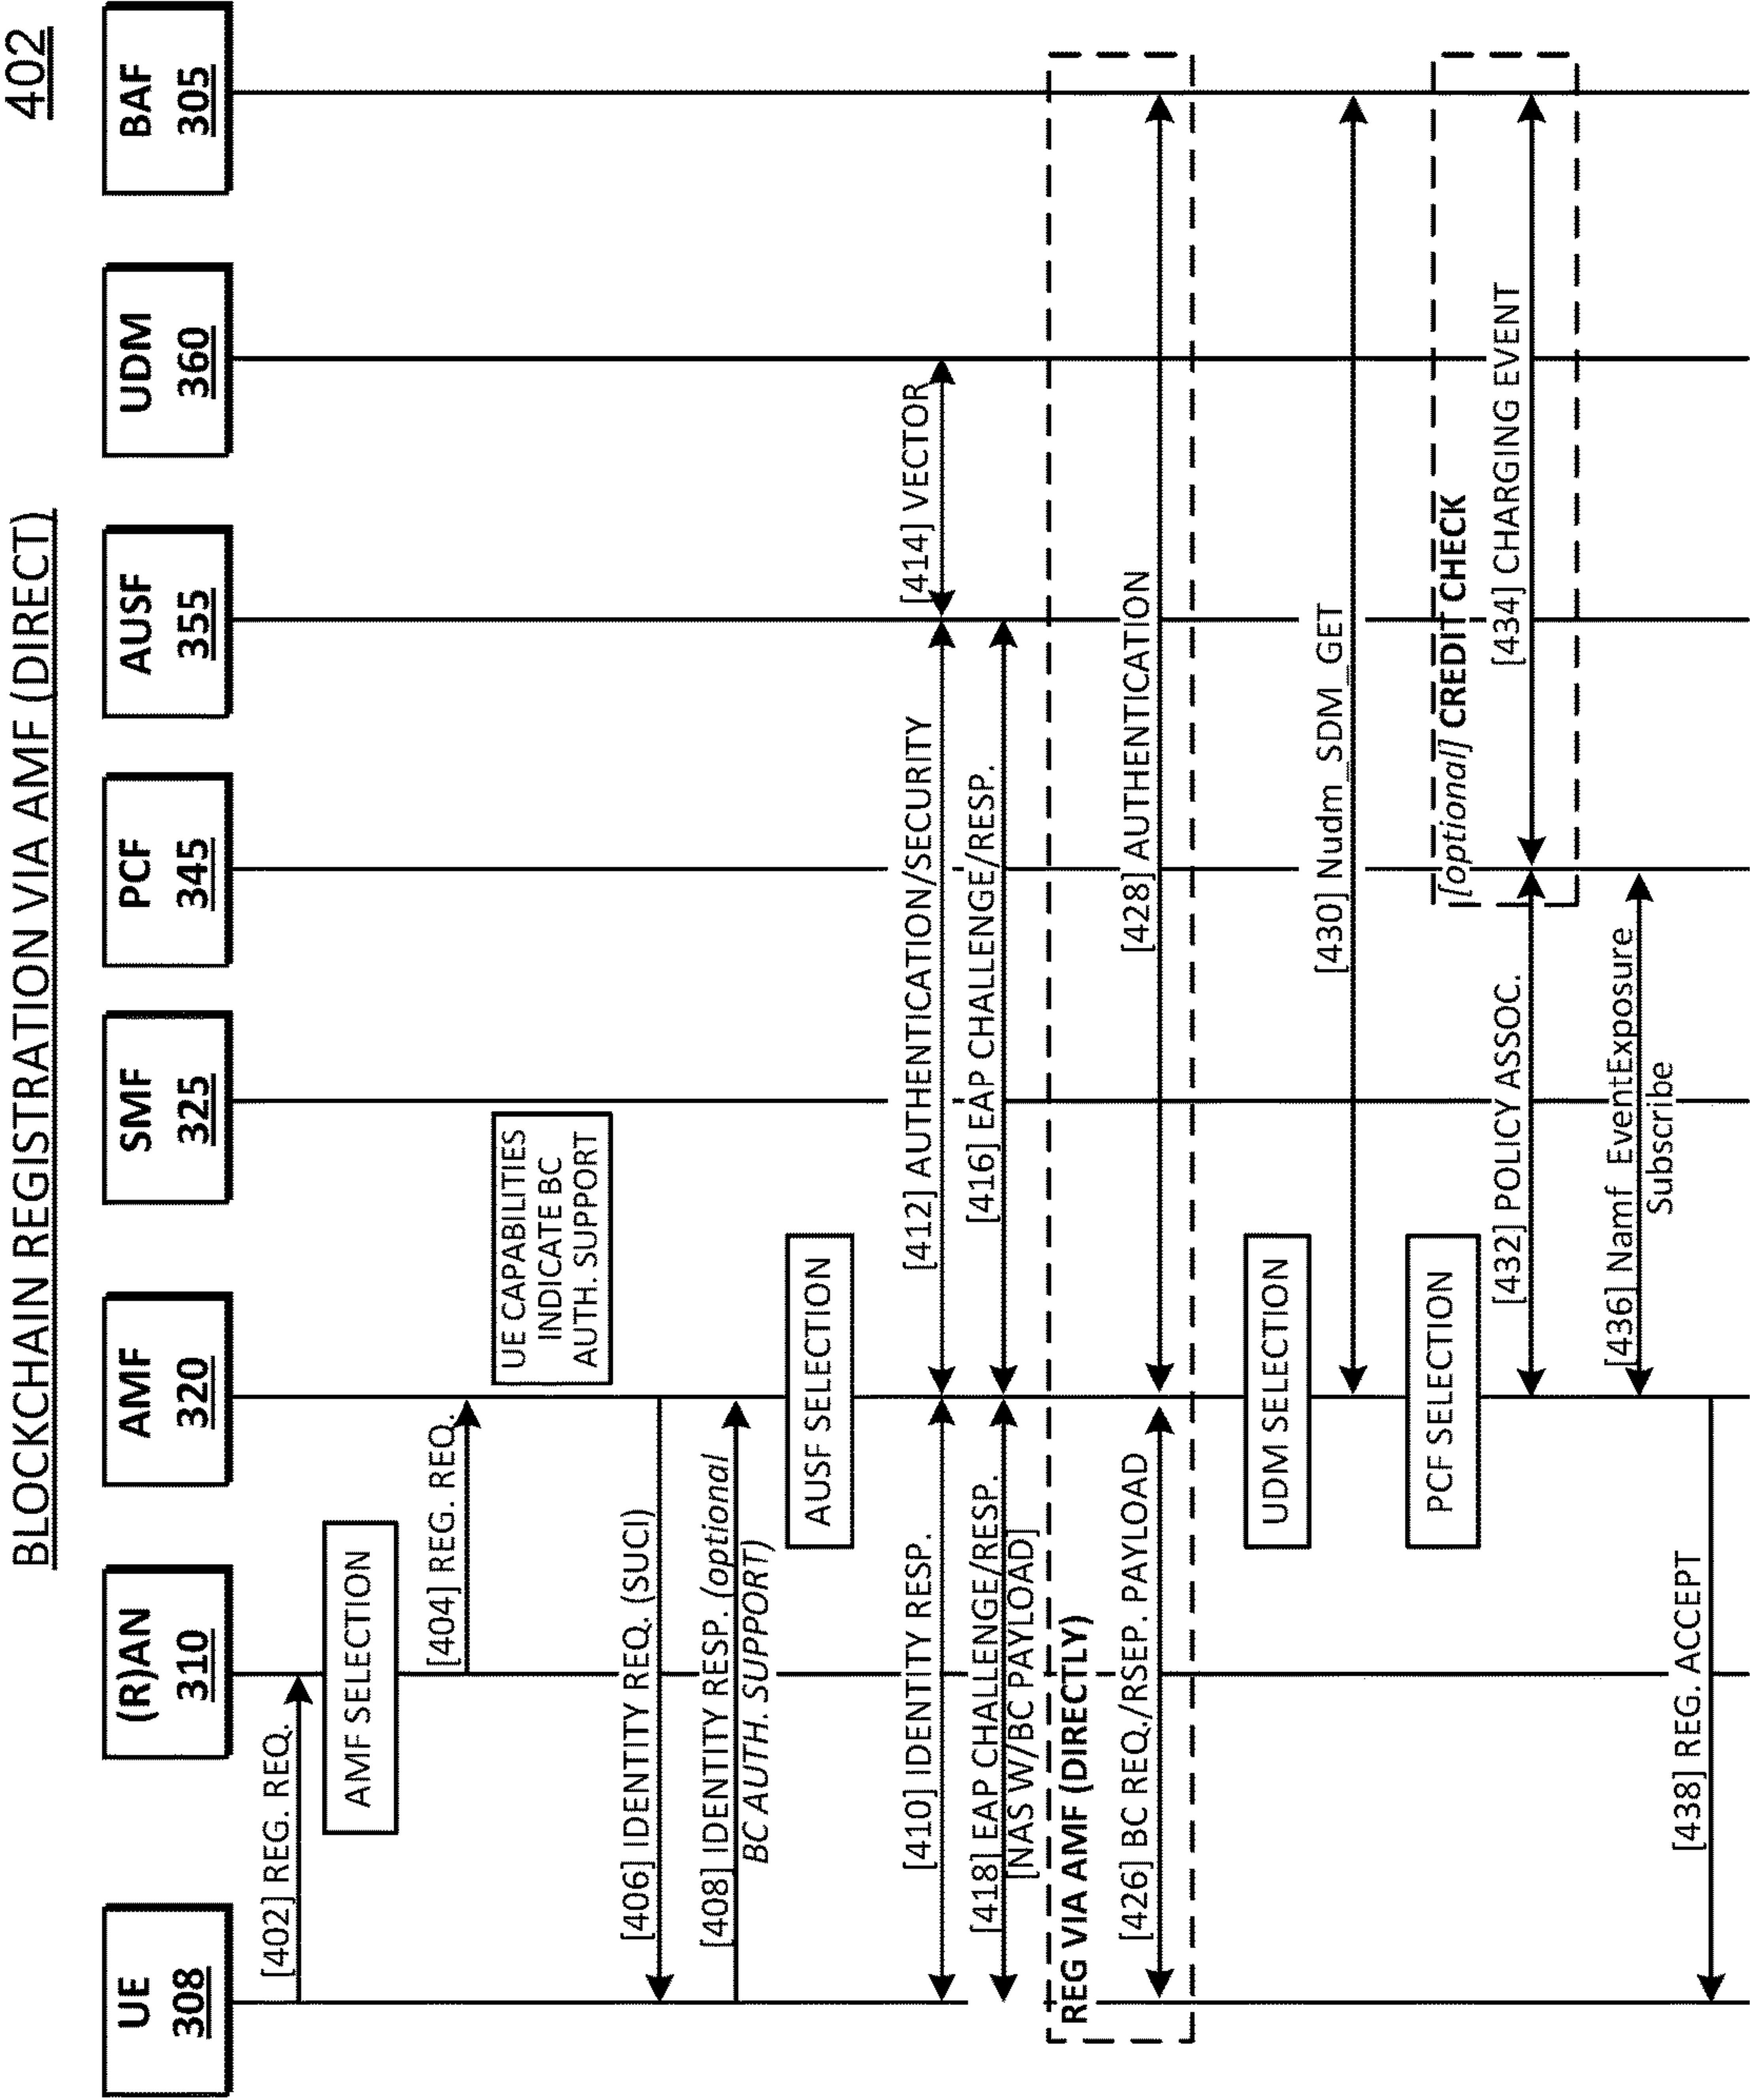 BLOCKCHAIN REGISTRATION VIA AMF (DIRECT)
402
UE
308
(R)AN
310
AMF
320
SMF
325
PCF
345
AUSF
355
UDM
360
BAF
305
[402] REG. REQ.
AMF SELECTION
[404] REG. REQ.
UE CAPABILITIES
INDICATE BC
AUTH. SUPPORT
[406] IDENTITY REQ. (SUCI)
[408] IDENTITY RESP. (optional
BC AUTH. SUPPORT)
AUSF SELECTION
[410] IDENTITY RESP.
[412] AUTHENTICATION/SECURITY
[414] VECTOR
[418] EAP CHALLENGE/RESP.
[NAS W/BC PAYLOAD]
[416] EAP CHALLENGE/RESP.
REG VIA AMF (DIRECTLY)
[426] BC REQ./RSEP. PAYLOAD
[428] AUTHENTICATION
UDM SELECTION
[430] Nudm_SDM_GET
PCF SELECTION
[optional] CREDIT CHECK
[432] POLICY ASSOC.
[434] CHARGING EVENT
[436] Namf_EventExposure
Subscribe
[438] REG. ACCEPT